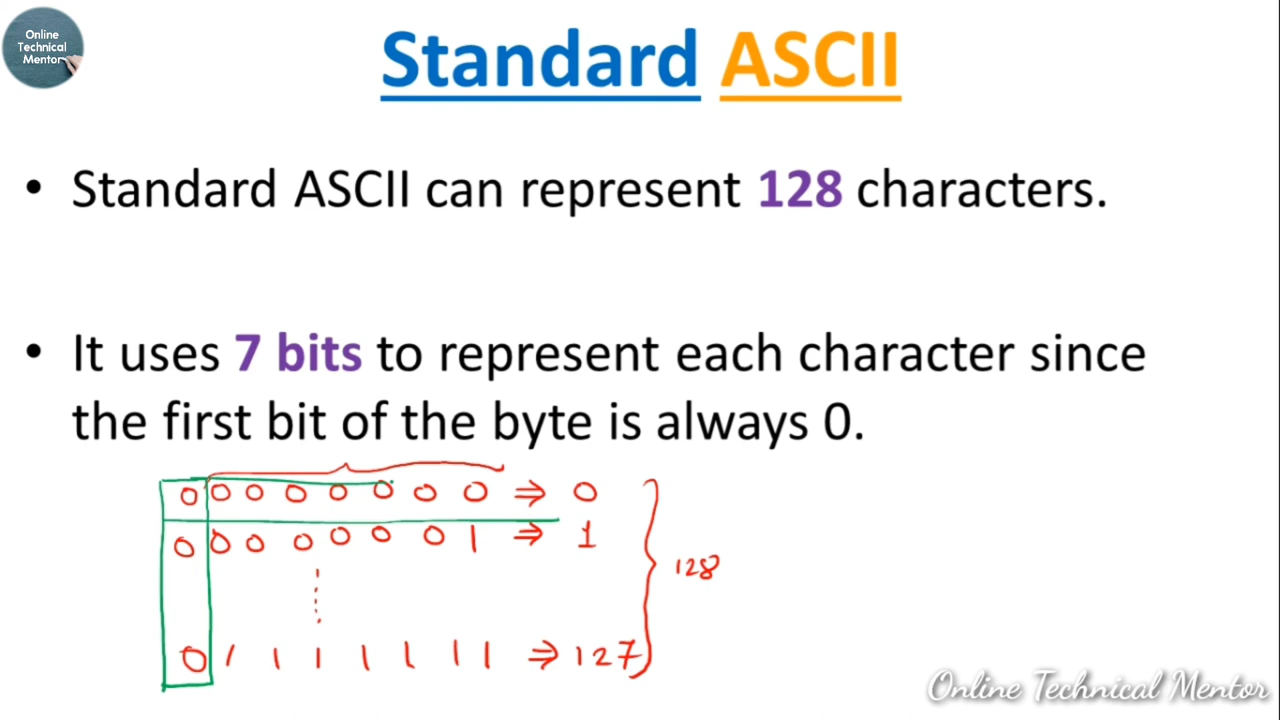 Online
Technical
Mentor
Standard ASCII
• Standard ASCII can represent 128 characters.
• It uses 7 bits to represent each character since
the first bit of the byte is always 0.
0 0 0 0 0 0 0 0 ⇒ 0
0 0 0 0 0 0 0 1 ⇒ 1
128
0 1 1 1 1 1 1 1 ⇒ 127
Online Technical Mentor